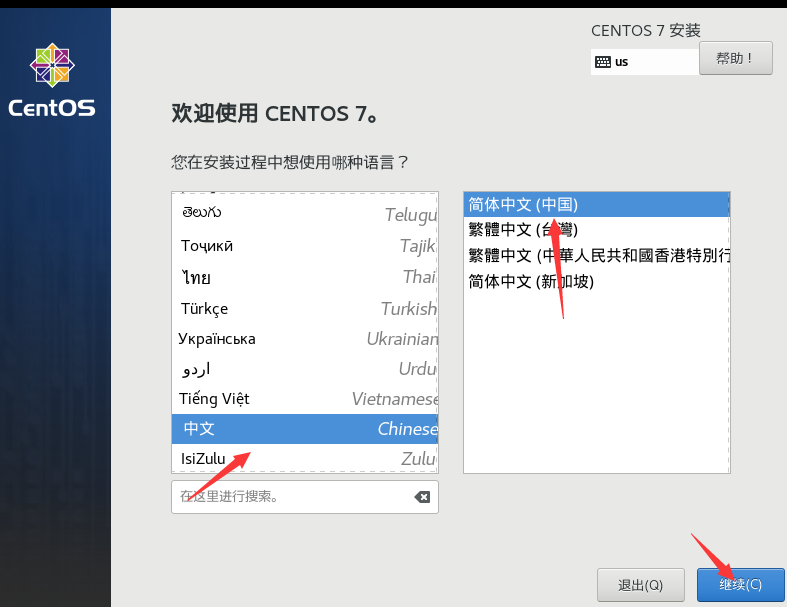 CENTOS 7 安装
us
帮助！
CentOS
欢迎使用 CENTOS 7。
您在安装过程中想使用哪种语言？
తెలుగు Telugu
Тоҷикӣ Tajik
ไทย Thai
Türkçe Turkish
Українська Ukrainian
اردو Urdu
Tiếng Việt Vietnamese
中文 Chinese
IsiZulu Zulu
在这里进行搜索。
简体中文 (中国)
繁體中文 (台灣)
繁體中文 (中華人民共和國香港特別行
简体中文 (新加坡)
退出(Q)
继续(C)